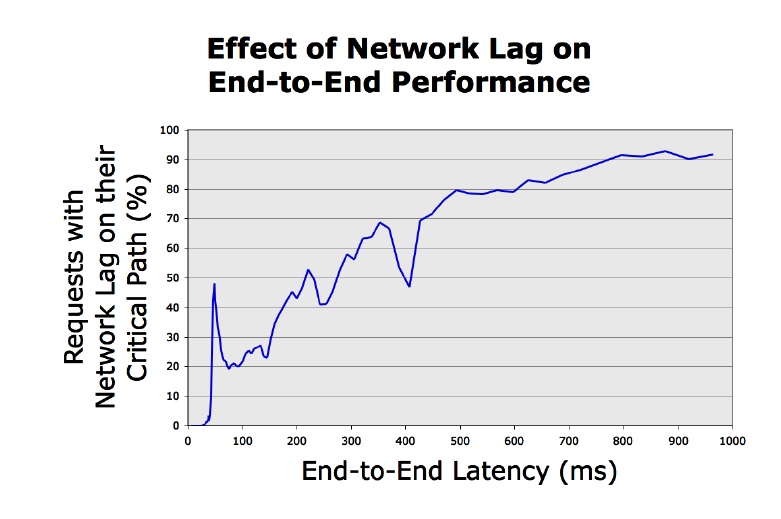 Effect of Network Lag on
End-to-End Performance
Requests with
Network Lag on their
Critical Path (%)
100
90
80
70
60
50
40
30
20
10
0
0 100 200 300 400 500 600 700 800 900 1000
End-to-End Latency (ms)